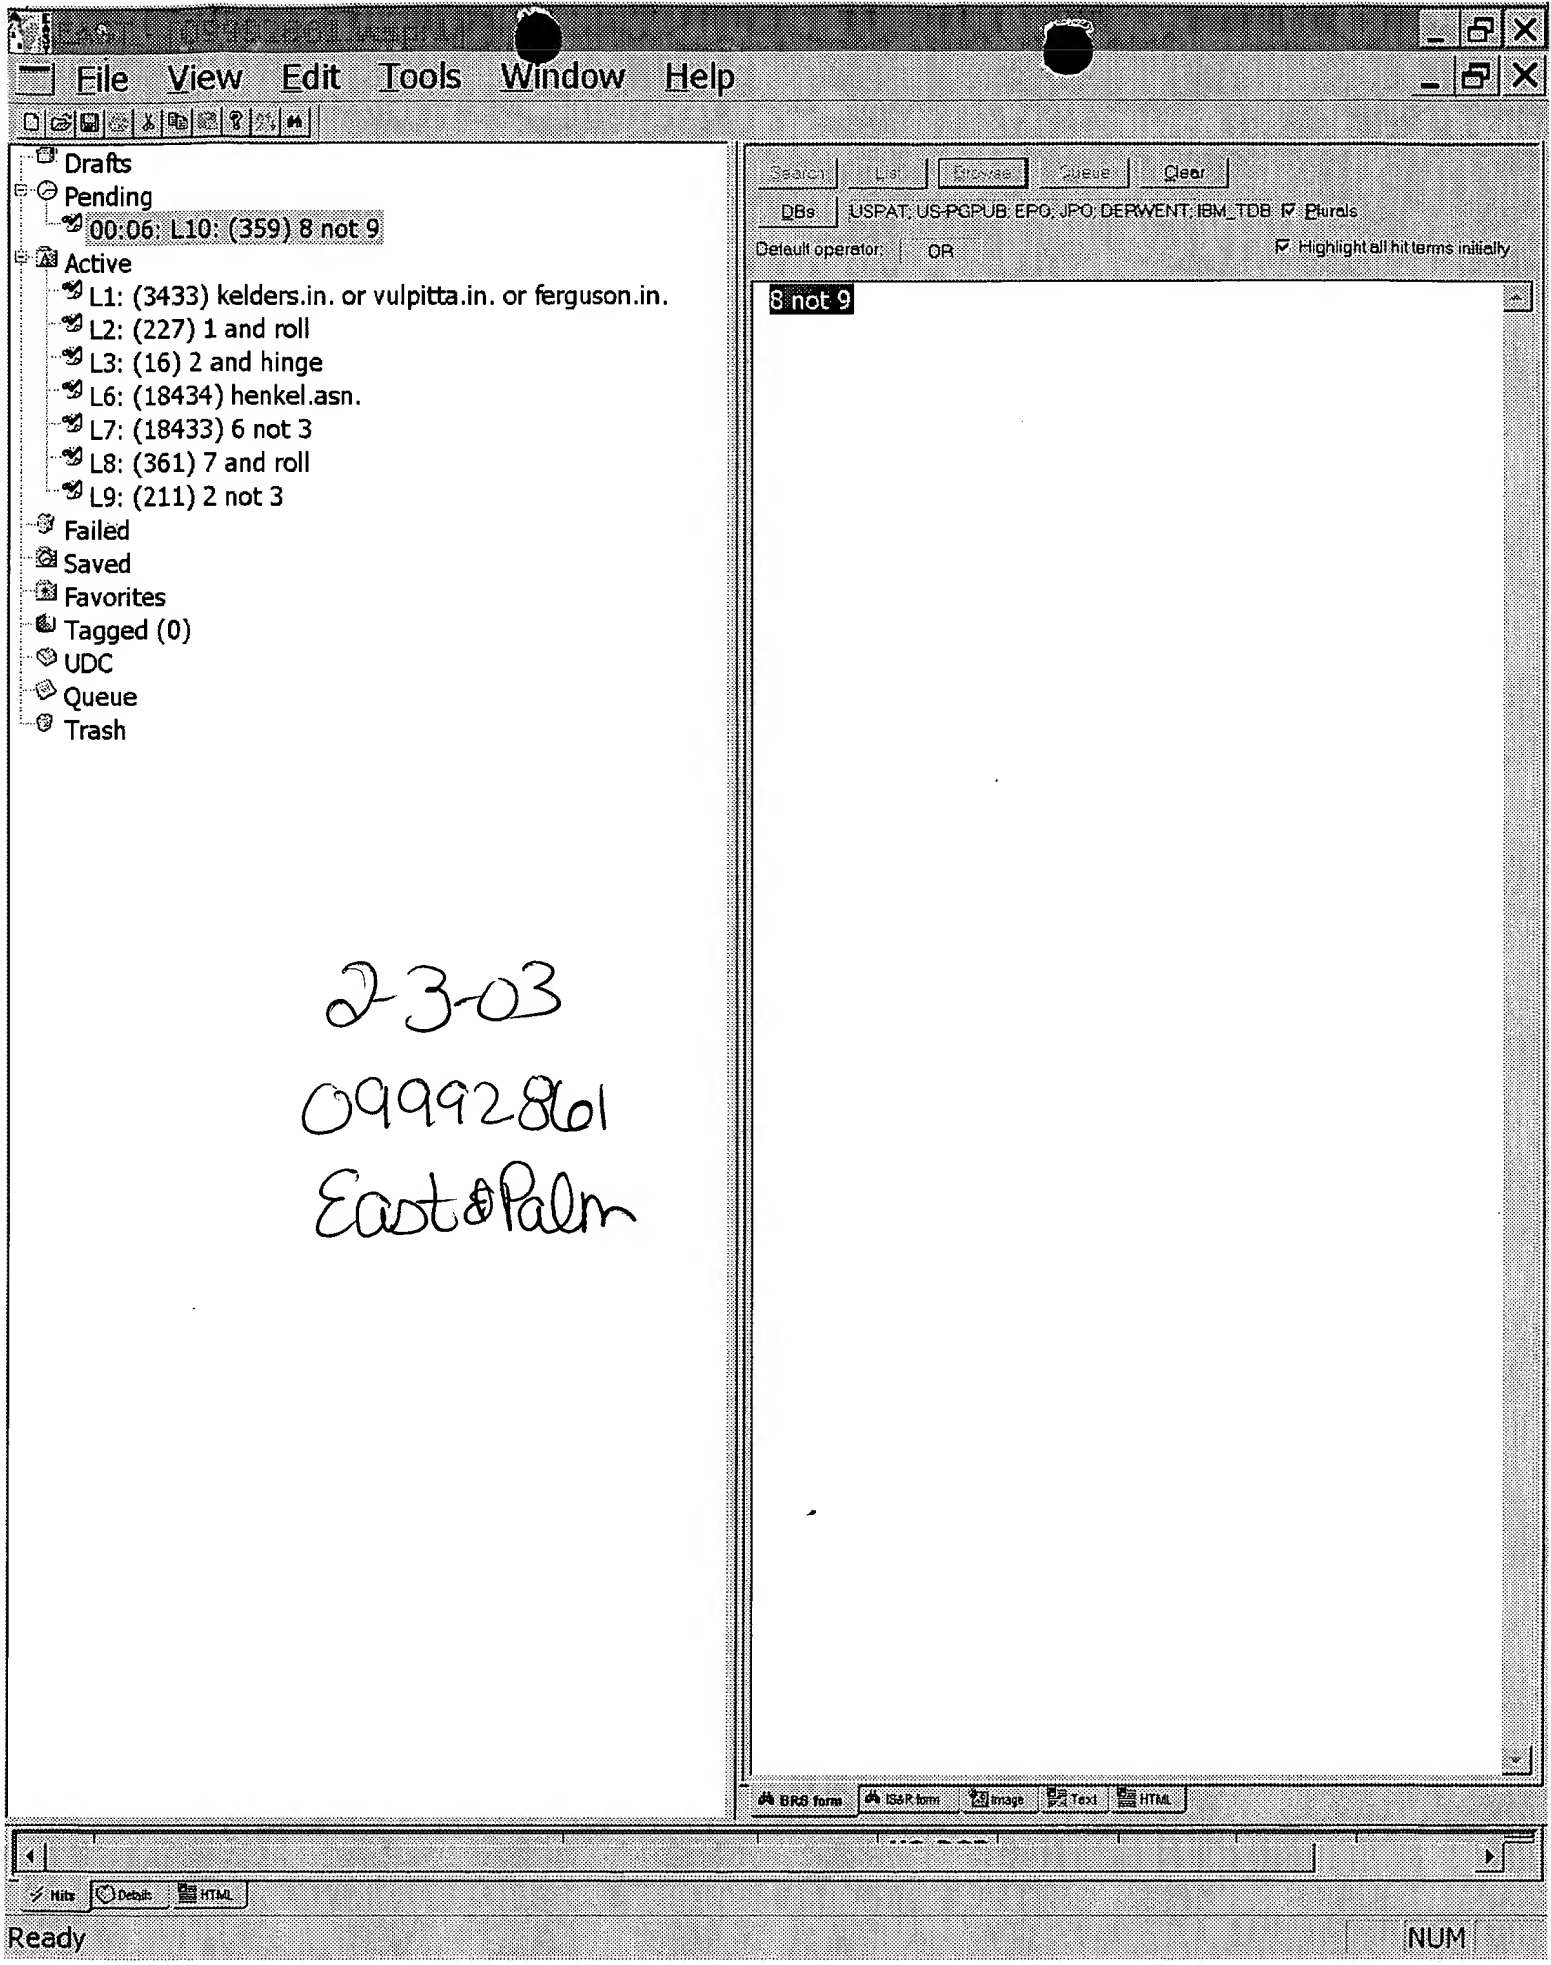 File View Edit Tools Window Help
Drafts
Pending
00:06: L10: (359) 8 not 9
Active
L1: (3433) kelders.in. or vulpitta.in. or ferguson.in.
L2: (227) 1 and roll
L3: (16) 2 and hinge
L6: (18434) henkel.asn.
L7: (18433) 6 not 3
L8: (361) 7 and roll
L9: (211) 2 not 3
Failed
Saved
Favorites
Tagged (0)
UDC
Queue
Trash
2-3-03
09992861
East & Palm
Search List Browse Queue Clear
DBs USPAT; US-PGPUB; EPO; JPO; DERWENT; IBM_TDB Plurals
Default operator: OR Highlight all hit terms initially
8 not 9
BRS form IS&R form Image Text HTML
Hits Details HTML
Ready NUM